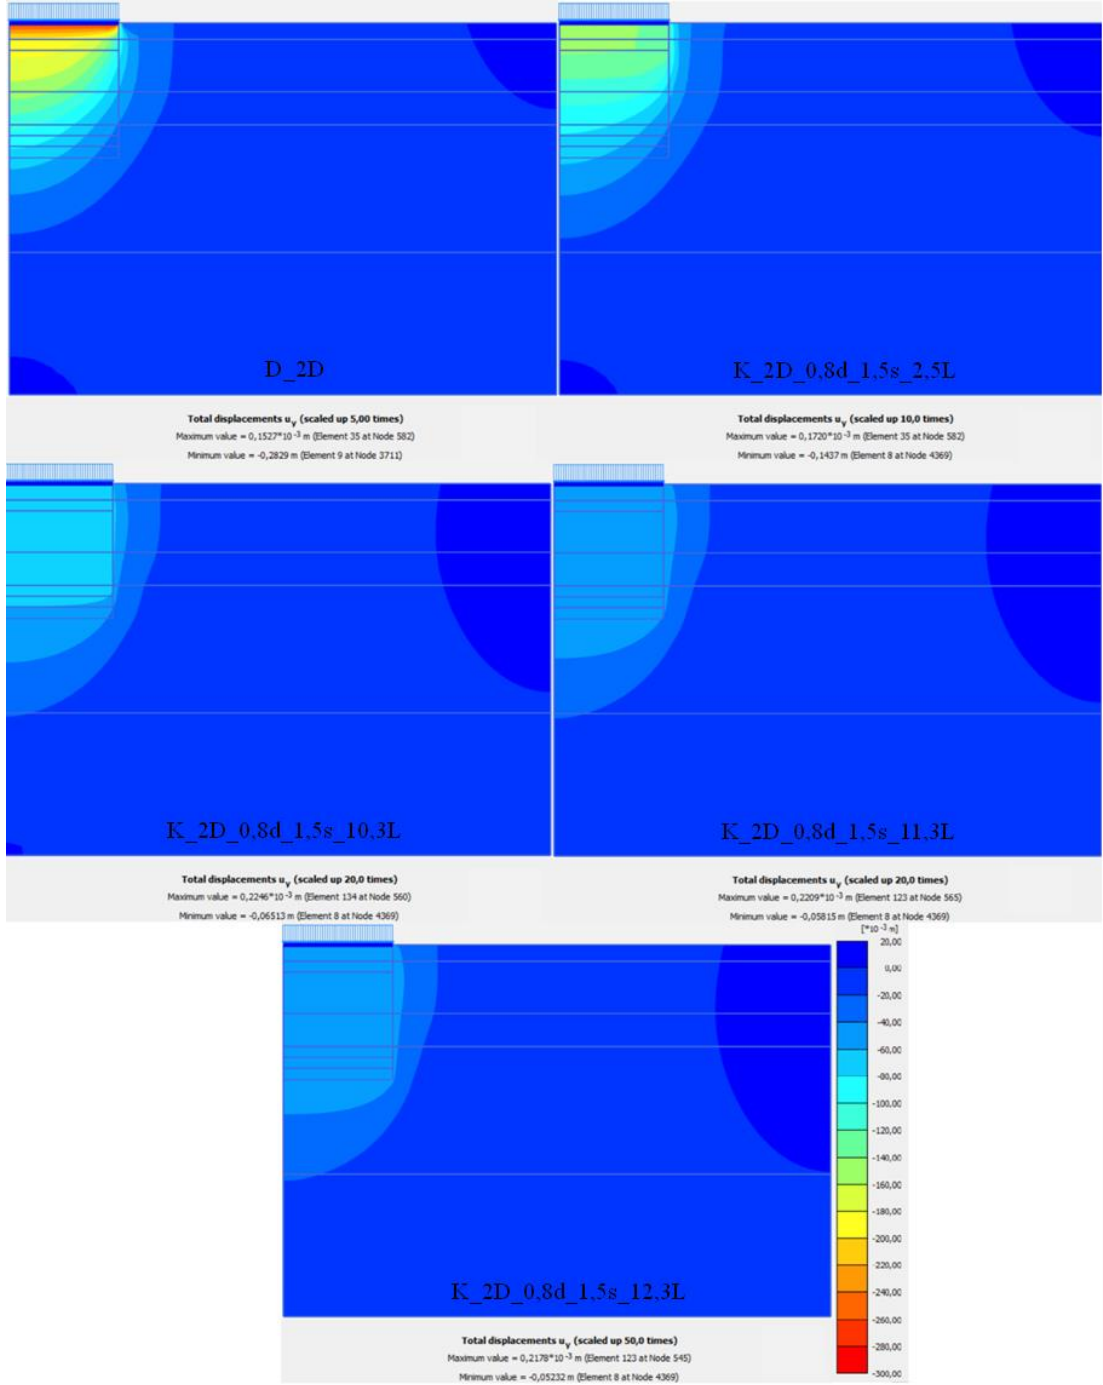 D_2D
Total displacements u_y (scaled up 5,00 times)
Maximum value = 0,1527*10^-3 m (Element 35 at Node 582)
Minimum value = -0,2829 m (Element 9 at Node 3711)
K_2D_0,8d_1,5s_2,5L
Total displacements u_y (scaled up 10,0 times)
Maximum value = 0,1720*10^-3 m (Element 35 at Node 582)
Minimum value = -0,1437 m (Element 8 at Node 4369)
K_2D_0,8d_1,5s_10,3L
Total displacements u_y (scaled up 20,0 times)
Maximum value = 0,2246*10^-3 m (Element 134 at Node 560)
Minimum value = -0,06513 m (Element 8 at Node 4369)
K_2D_0,8d_1,5s_11,3L
Total displacements u_y (scaled up 20,0 times)
Maximum value = 0,2209*10^-3 m (Element 123 at Node 565)
Minimum value = -0,05815 m (Element 8 at Node 4369)
K_2D_0,8d_1,5s_12,3L
Total displacements u_y (scaled up 50,0 times)
Maximum value = 0,2178*10^-3 m (Element 123 at Node 545)
Minimum value = -0,05232 m (Element 8 at Node 4369)
[*10^-3 m]
20,00
0,00
-20,00
-40,00
-60,00
-80,00
-100,00
-120,00
-140,00
-160,00
-180,00
-200,00
-220,00
-240,00
-260,00
-280,00
-300,00